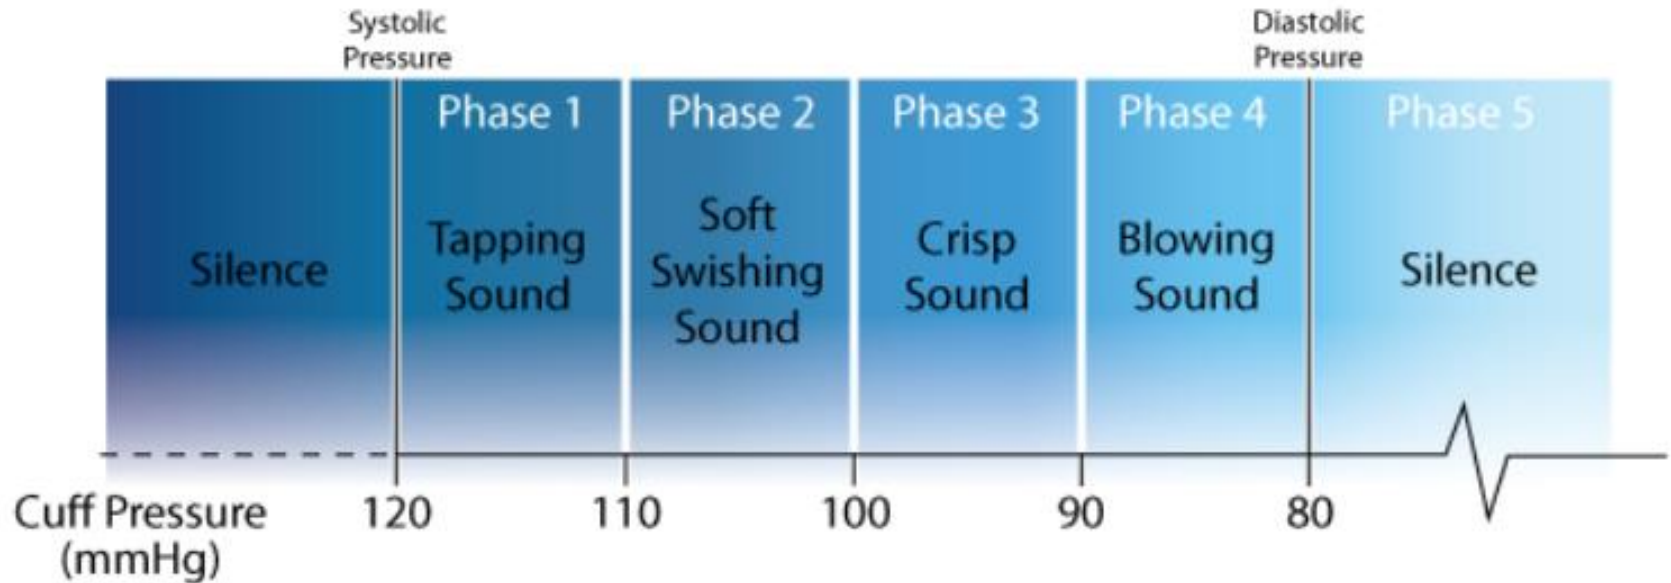 Systolic
Pressure
Diastolic
Pressure
Phase 1
Phase 2
Phase 3
Phase 4
Phase 5
Silence
Tapping
Sound
Soft
Swishing
Sound
Crisp
Sound
Blowing
Sound
Silence
Cuff Pressure
(mmHg)
120
110
100
90
80